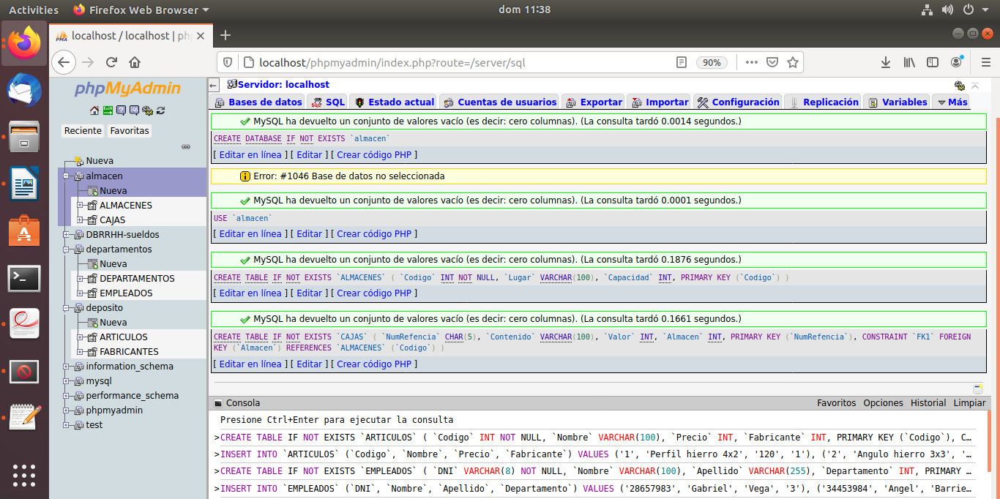 Activities
Firefox Web Browser
dom 11:38
localhost / localhost | ph
localhost/phpmyadmin/index.php?route=/server/sql
90%
phpMyAdmin
Reciente
Favoritas
Nueva
almacen
Nueva
ALMACENES
CAJAS
DBRRHH-sueldos
departamentos
Nueva
DEPARTAMENTOS
EMPLEADOS
deposito
Nueva
ARTICULOS
FABRICANTES
information_schema
mysql
performance_schema
phpmyadmin
test
Servidor: localhost
Bases de datos
SQL
Estado actual
Cuentas de usuarios
Exportar
Importar
Configuración
Replicación
Variables
Más
MySQL ha devuelto un conjunto de valores vacío (es decir: cero columnas). (La consulta tardó 0.0014 segundos.)
CREATE DATABASE IF NOT EXISTS `almacen`
[ Editar en línea ] [ Editar ] [ Crear código PHP ]
Error: #1046 Base de datos no seleccionada
MySQL ha devuelto un conjunto de valores vacío (es decir: cero columnas). (La consulta tardó 0.0001 segundos.)
USE `almacen`
[ Editar en línea ] [ Editar ] [ Crear código PHP ]
MySQL ha devuelto un conjunto de valores vacío (es decir: cero columnas). (La consulta tardó 0.1876 segundos.)
CREATE TABLE IF NOT EXISTS `ALMACENES` ( `Codigo` INT NOT NULL, `Lugar` VARCHAR(100), `Capacidad` INT, PRIMARY KEY (`Codigo`) )
[ Editar en línea ] [ Editar ] [ Crear código PHP ]
MySQL ha devuelto un conjunto de valores vacío (es decir: cero columnas). (La consulta tardó 0.1661 segundos.)
CREATE TABLE IF NOT EXISTS `CAJAS` ( `NumRefencia` CHAR(5), `Contenido` VARCHAR(100), `Valor` INT, `Almacen` INT, PRIMARY KEY (`NumRefencia`), CONSTRAINT `FK1` FOREIGN
KEY (`Almacen`) REFERENCES `ALMACENES` (`Codigo`) )
[ Editar en línea ] [ Editar ] [ Crear código PHP ]
Consola
Favoritos
Opciones
Historial
Limpiar
Presione Ctrl+Enter para ejecutar la consulta
>CREATE TABLE IF NOT EXISTS `ARTICULOS` ( `Codigo` INT NOT NULL, `Nombre` VARCHAR(100), `Precio` INT, `Fabricante` INT, PRIMARY KEY (`Codigo`), C…
>INSERT INTO `ARTICULOS` (`Codigo`, `Nombre`, `Precio`, `Fabricante`) VALUES ('1', 'Perfil hierro 4x2', '120', '1'), ('2', 'Angulo hierro 3x3', '…
>CREATE TABLE IF NOT EXISTS `EMPLEADOS` ( `DNI` VARCHAR(8) NOT NULL, `Nombre` VARCHAR(100), `Apellido` VARCHAR(255), `Departamento` INT, PRIMARY …
>INSERT INTO `EMPLEADOS` (`DNI`, `Nombre`, `Apellido`, `Departamento`) VALUES ('28657983', 'Gabriel', 'Vega', '3'), ('34453984', 'Angel', 'Barrie…